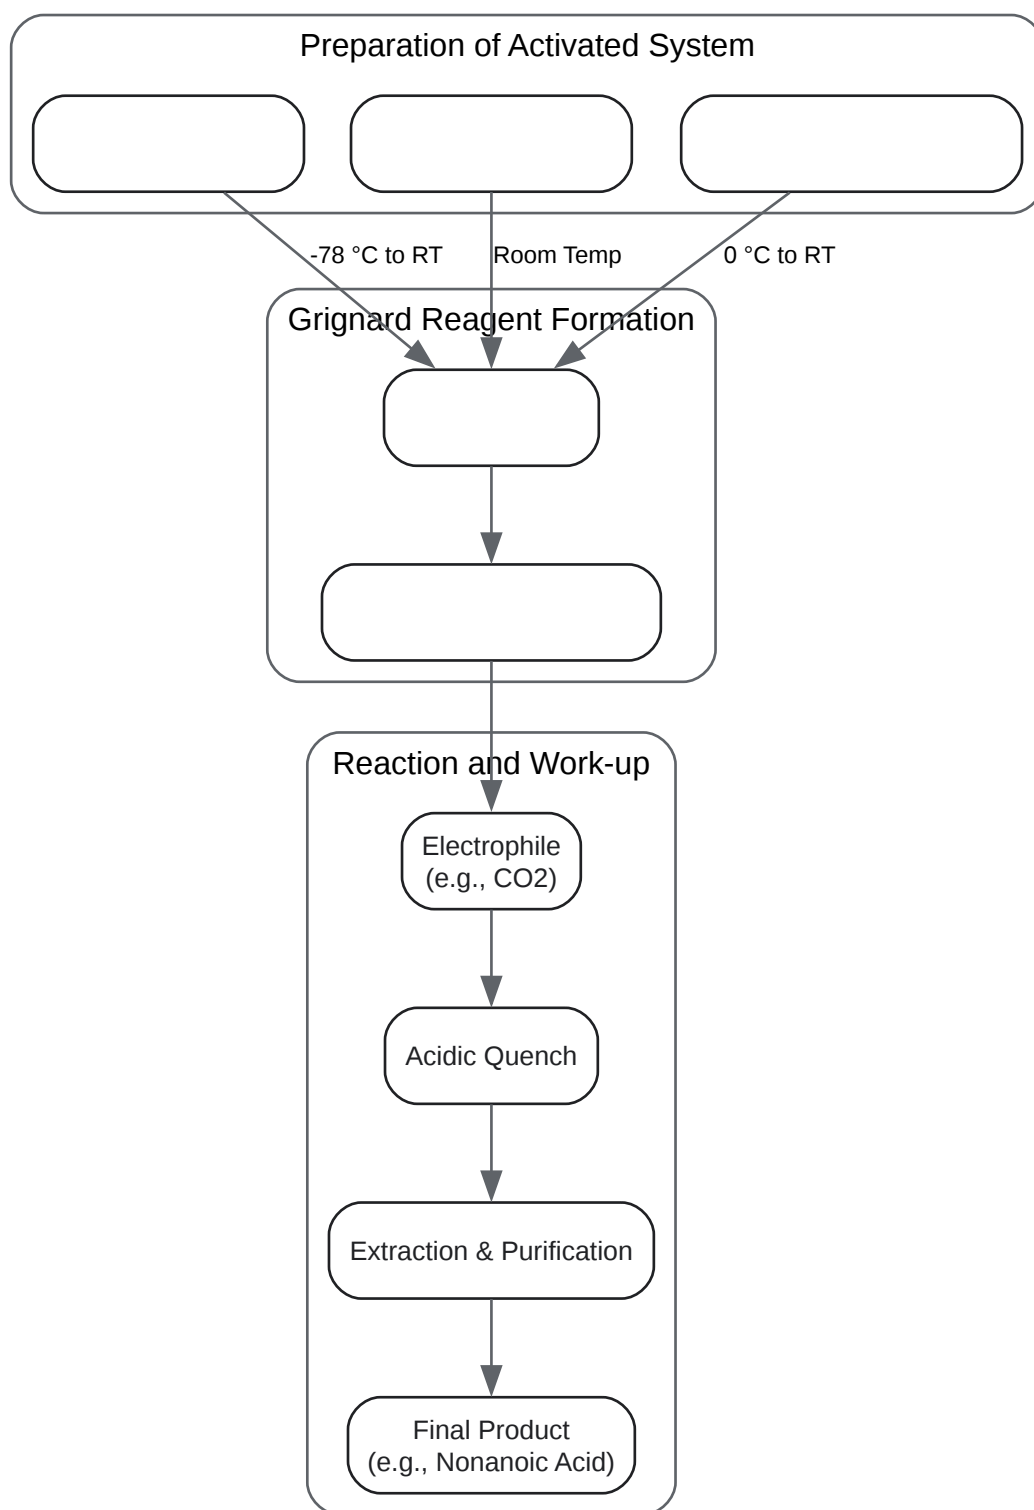 Preparation of Activated System
-78 °C to RT
Room Temp
0 °C to RT
Grignard Reagent Formation
Reaction and Work-up
Electrophile
(e.g., CO2)
Acidic Quench
Extraction & Purification
Final Product
(e.g., Nonanoic Acid)